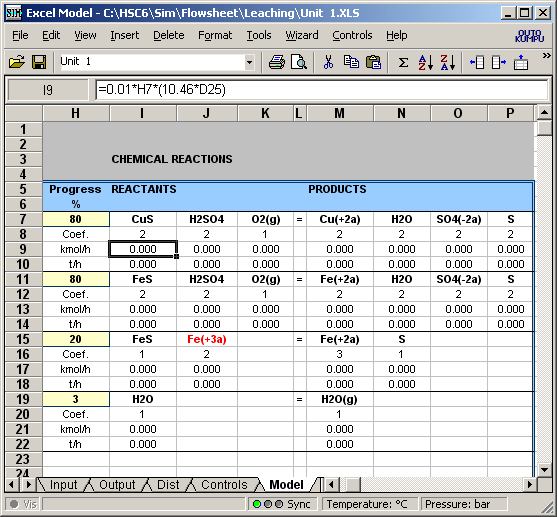 Excel Model - C:\HSC6\Sim\Flowsheet\Leaching\Unit 1.XLS
File Edit View Insert Delete Format Tools Wizards Controls Help OUTO KUMPU
Unit 1 Σ A Z Z A
I9 =0.01*H7*(10.46*D25)
H I J K L M N O P
1
2
3 CHEMICAL REACTIONS
4
5 Progress REACTANTS PRODUCTS
6 %
7 80 CuS H2SO4 O2(g) = Cu(+2a) H2O SO4(-2a) S
8 Coef. 2 2 1 2 2 2 2
9 kmol/h 0.000 0.000 0.000 0.000 0.000 0.000 0.000
10 t/h 0.000 0.000 0.000 0.000 0.000 0.000 0.000
11 80 FeS H2SO4 O2(g) = Fe(+2a) H2O SO4(-2a) S
12 Coef. 2 2 1 2 2 2 2
13 kmol/h 0.000 0.000 0.000 0.000 0.000 0.000 0.000
14 t/h 0.000 0.000 0.000 0.000 0.000 0.000 0.000
15 20 FeS Fe(+3a) = Fe(+2a) S
16 Coef. 1 2 3 1
17 kmol/h 0.000 0.000 0.000 0.000
18 t/h 0.000 0.000 0.000 0.000
19 3 H2O = H2O(g)
20 Coef. 1 1
21 kmol/h 0.000 0.000
22 t/h 0.000 0.000
23
24
Input Output Dist Controls Model
Vis Sync Temperature: °C Pressure: bar